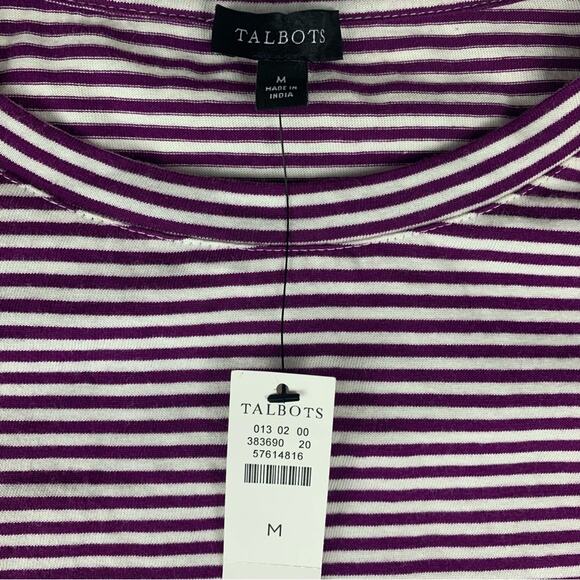 TALBOTS
M
MADE IN
INDIA
TALBOTS
013 02 00
383690 20
57614816
M